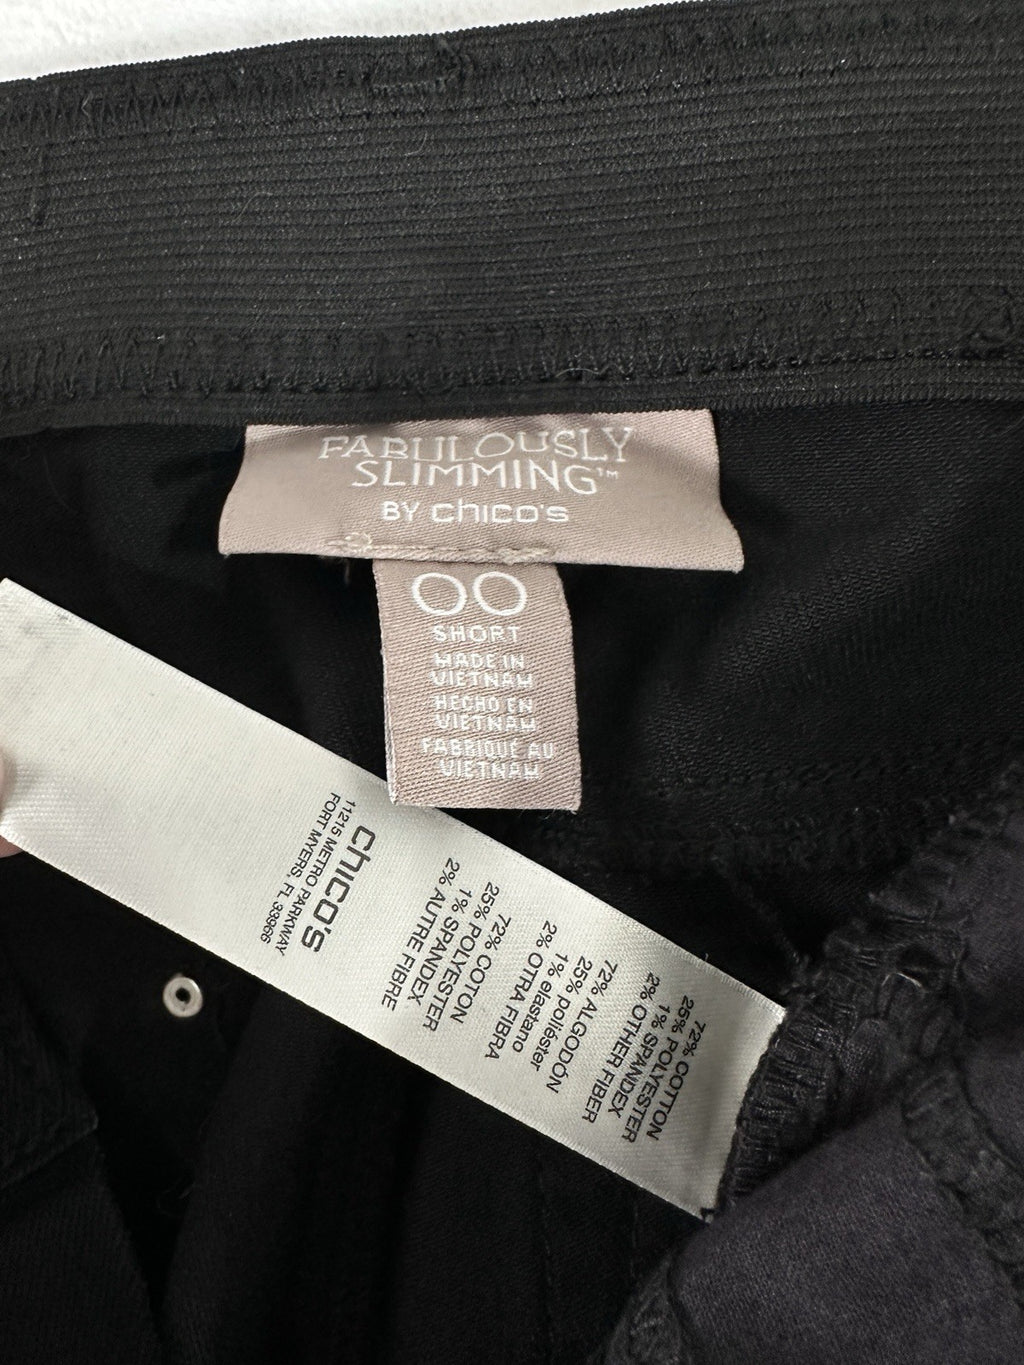 FABULOUSLY
SLIMMING™
BY chico's
00
SHORT
MADE IN
VIETNAM
HECHO EN
VIETNAM
FABRIQUÉ AU
VIETNAM
chico's
11215 METRO PARKWAY
FORT MYERS, FL 33966
72% COTTON
25% POLYESTER
1% SPANDEX
2% OTHER FIBER
72% ALGODÓN
25% poliéster
1% elastano
2% OTRA FIBRA
72% COTTON
25% POLYESTER
1% SPANDEX
2% AUTRE FIBRE